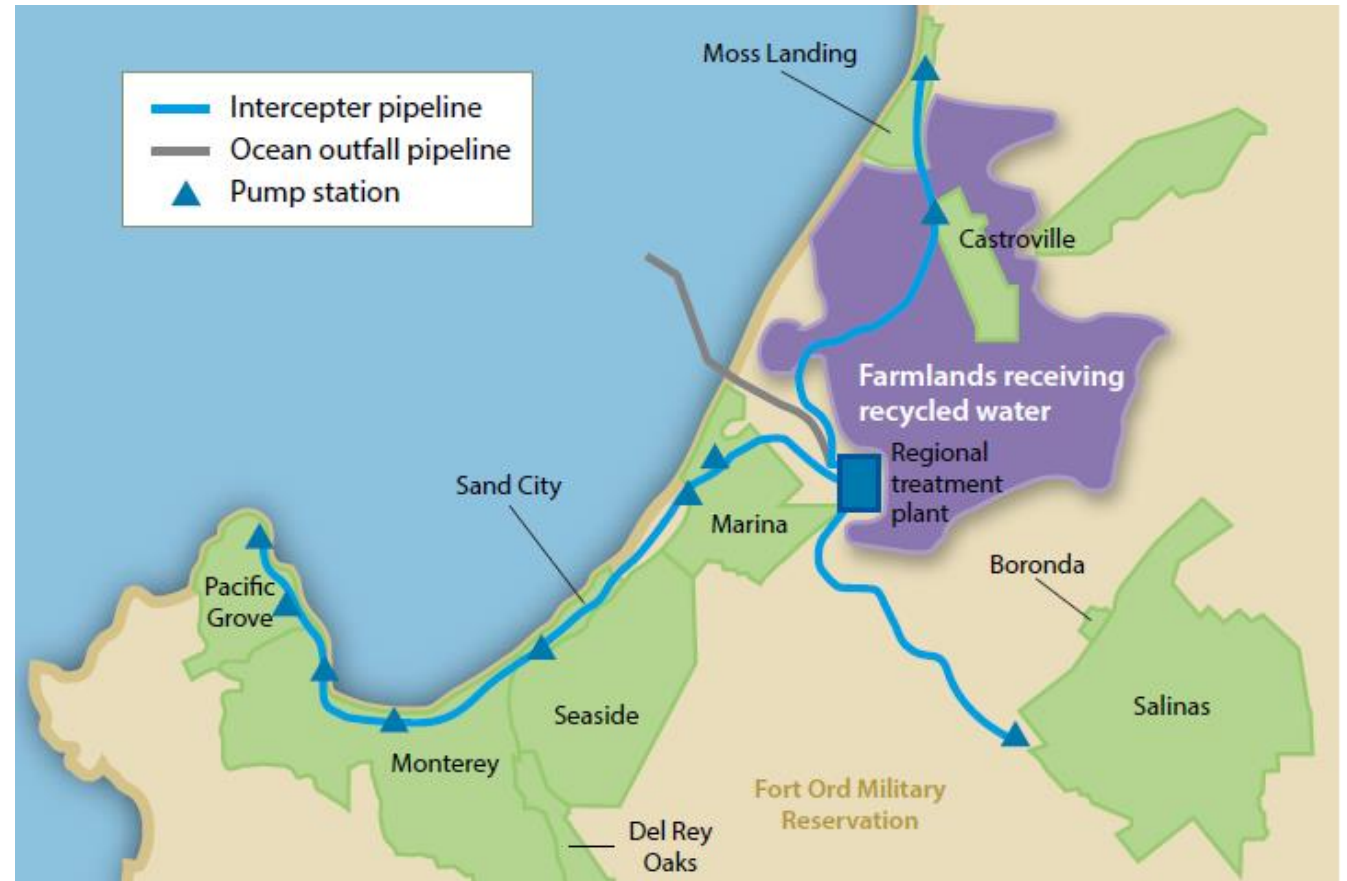 Intercepter pipeline
Ocean outfall pipeline
Pump station
Moss Landing
Castroville
Farmlands receiving
recycled water
Regional
treatment
plant
Sand City
Marina
Boronda
Pacific
Grove
Salinas
Seaside
Monterey
Fort Ord Military
Reservation
Del Rey
Oaks